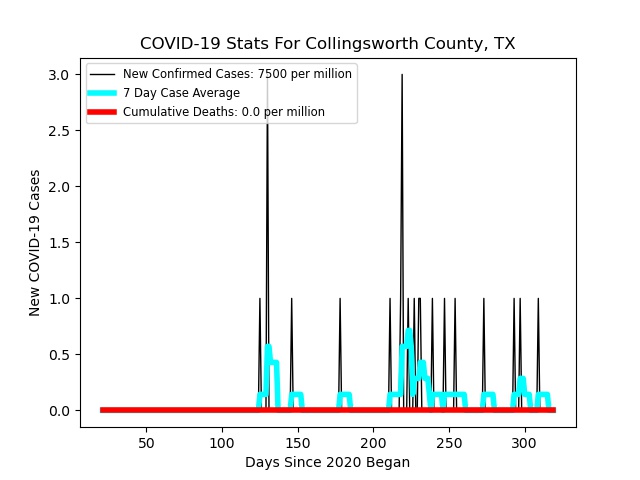 COVID-19 Stats For Collingsworth County, TX
New Confirmed Cases: 7500 per million
7 Day Case Average
Cumulative Deaths: 0.0 per million
New COVID-19 Cases
3.0
2.5
2.0
1.5
1.0
0.5
0.0
50 100 150 200 250 300
Days Since 2020 Began